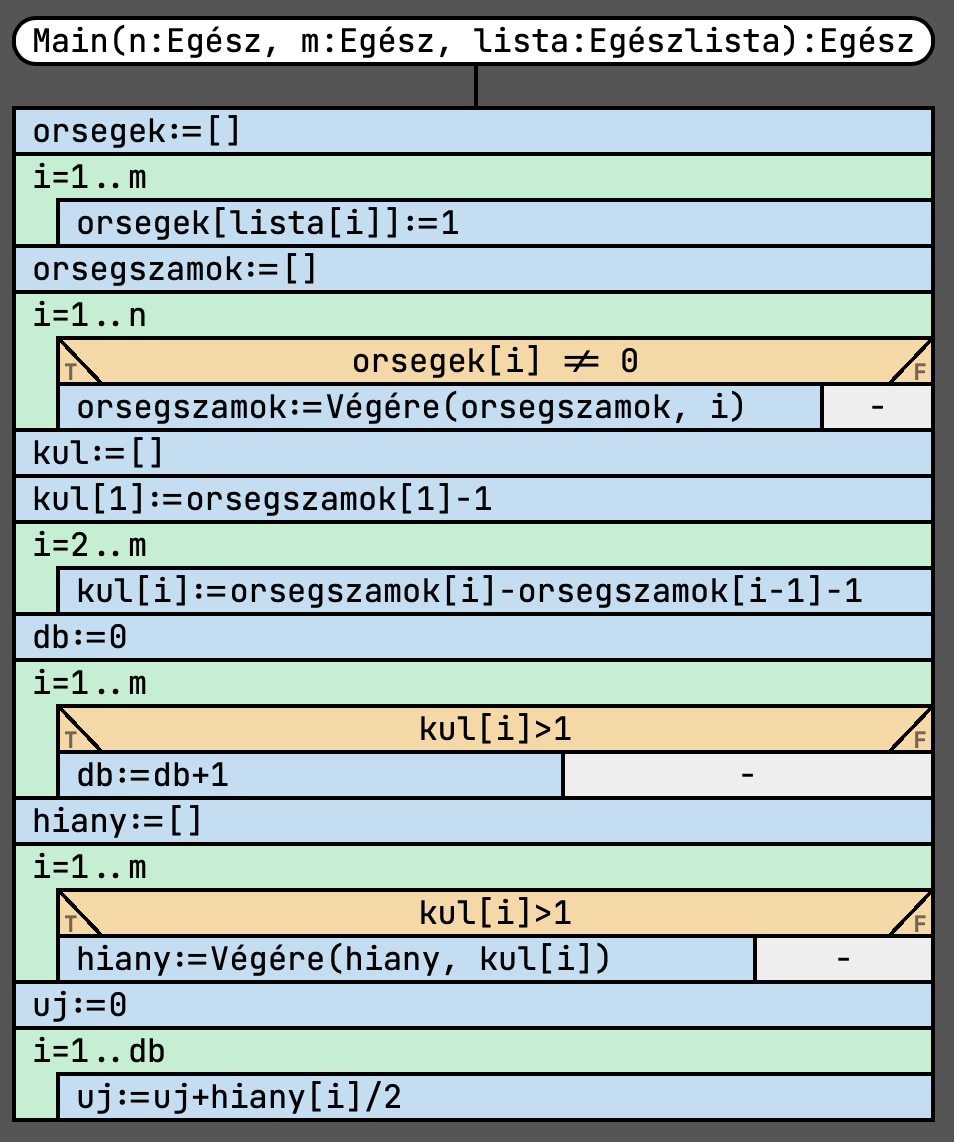 Main(n:Egész, m:Egész, lista:Egészlista):Egész
orsegek:=[]
i=1..m
orsegek[lista[i]]:=1
orsegszamok:=[]
i=1..n
T orsegek[i] ≠ 0 F
orsegszamok:=Végére(orsegszamok, i) -
kul:=[]
kul[1]:=orsegszamok[1]-1
i=2..m
kul[i]:=orsegszamok[i]-orsegszamok[i-1]-1
db:=0
i=1..m
T kul[i]>1 F
db:=db+1 -
hiany:=[]
i=1..m
T kul[i]>1 F
hiany:=Végére(hiany, kul[i]) -
uj:=0
i=1..db
uj:=uj+hiany[i]/2